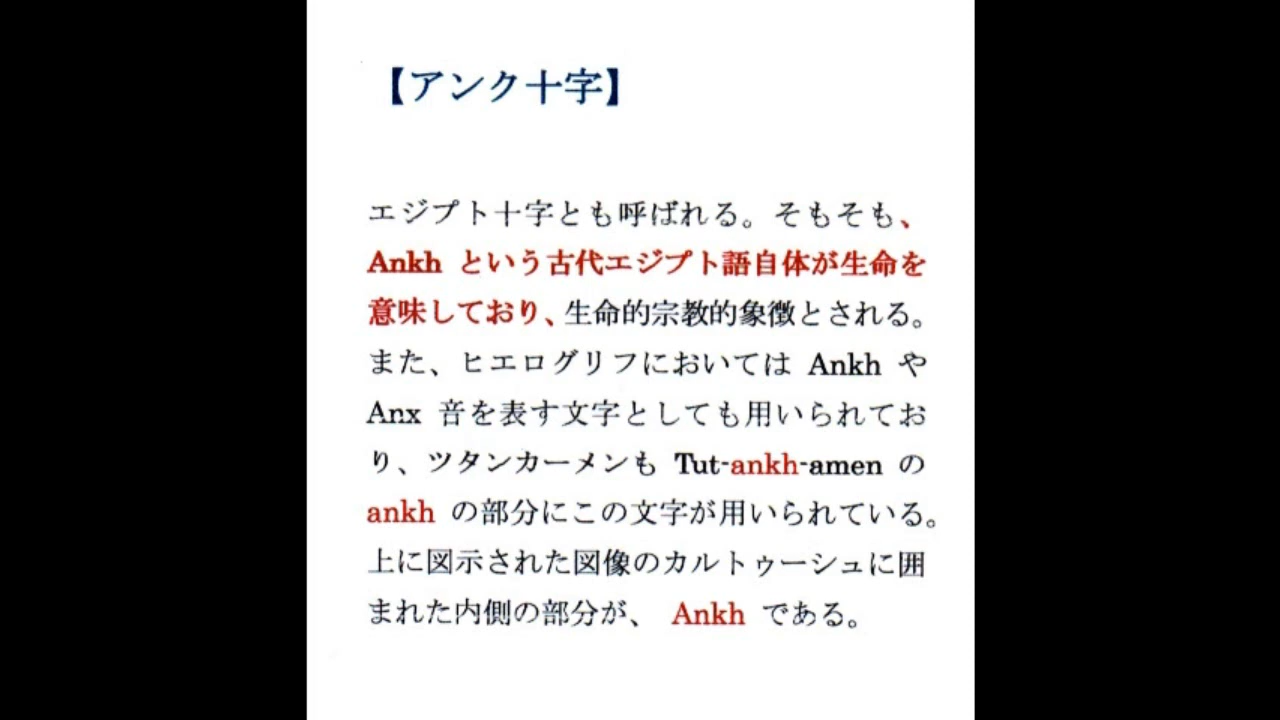 【アンク十字】
エジプト十字とも呼ばれる。そもそも、
Ankh という古代エジプト語自体が生命を
意味しており、生命的宗教的象徴とされる。
また、ヒエログリフにおいては Ankh や
Anx 音を表す文字としても用いられてお
り、ツタンカーメンも Tut-ankh-amen の
ankh の部分にこの文字が用いられている。
上に図示された図像のカルトゥーシュに囲
まれた内側の部分が、 Ankh である。